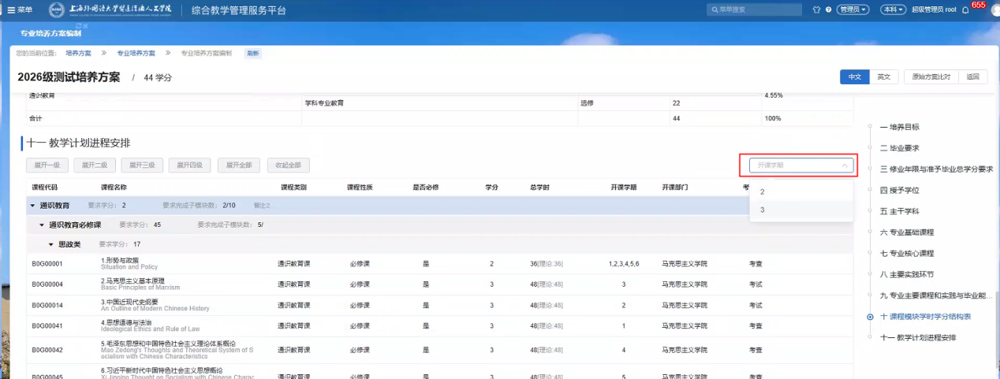 菜单 上海外国语大学贤达经济人文学院 综合教学管理服务平台 菜单搜索 管理员 本科 超级管理员 root 655
专业培养方案编制
您的当前位置： 培养方案 专业培养方案 专业培养方案编制 刷新
2026级测试培养方案 / 44 学分 中文 英文 原始方案比对 返回
通识教育 4.55%
学科专业教育 选修 22
合计 44 100%
十一 教学计划进程安排
展开一级 展开二级 展开三级 展开四级 展开全部 收起全部 开课学期
2
3
课程代码 课程名称 课程类别 课程性质 是否必修 学分 总学时 开课学期 开课部门 考
通识教育 要求学分： 2 要求完成子模块数： 2/10 备注2...
通识教育必修课 要求学分： 45 要求完成子模块数： 5/
思政类 要求学分： 17
B0G00001 1.形势与政策 通识教育课 必修课 是 2 36[理论:36] 1,2,3,4,5,6 马克思主义学院 考查
Situation and Policy
B0G00004 2.马克思主义基本原理 通识教育课 必修课 是 3 48[理论:48] 3 马克思主义学院 考试
Basic Principles of Marxism
B0G00014 3.中国近现代史纲要 通识教育课 必修课 是 3 48[理论:48] 2 马克思主义学院 考试
An Outline of Modern Chinese History
B0G00041 4.思想道德与法治 通识教育课 必修课 是 3 48[理论:48] 1 马克思主义学院 考查
Ideological Ethics and Rule of Law
B0G00042 5.毛泽东思想和中国特色社会主义理论体系概论 通识教育课 必修课 是 3 48[理论:48] 4 马克思主义学院 考查
Mao Zedong's Thoughts and Theoretical System of S
ocialism with Chinese Characteristics
B0G00045 6.习近平新时代中国特色社会主义思想概论 通识教育课 必修课 是 3 48[理论:48] 5 马克思主义学院 考查
Xi Jinping Thought on Socialism with Chinese Charac
一 培养目标
二 毕业要求
三 修业年限与准予毕业总学分要求
四 授予学位
五 主干学科
六 专业基础课程
七 专业核心课程
八 主要实践环节
九 专业主要课程和实践与毕业能...
十 课程模块学时学分结构表
十一 教学计划进程安排